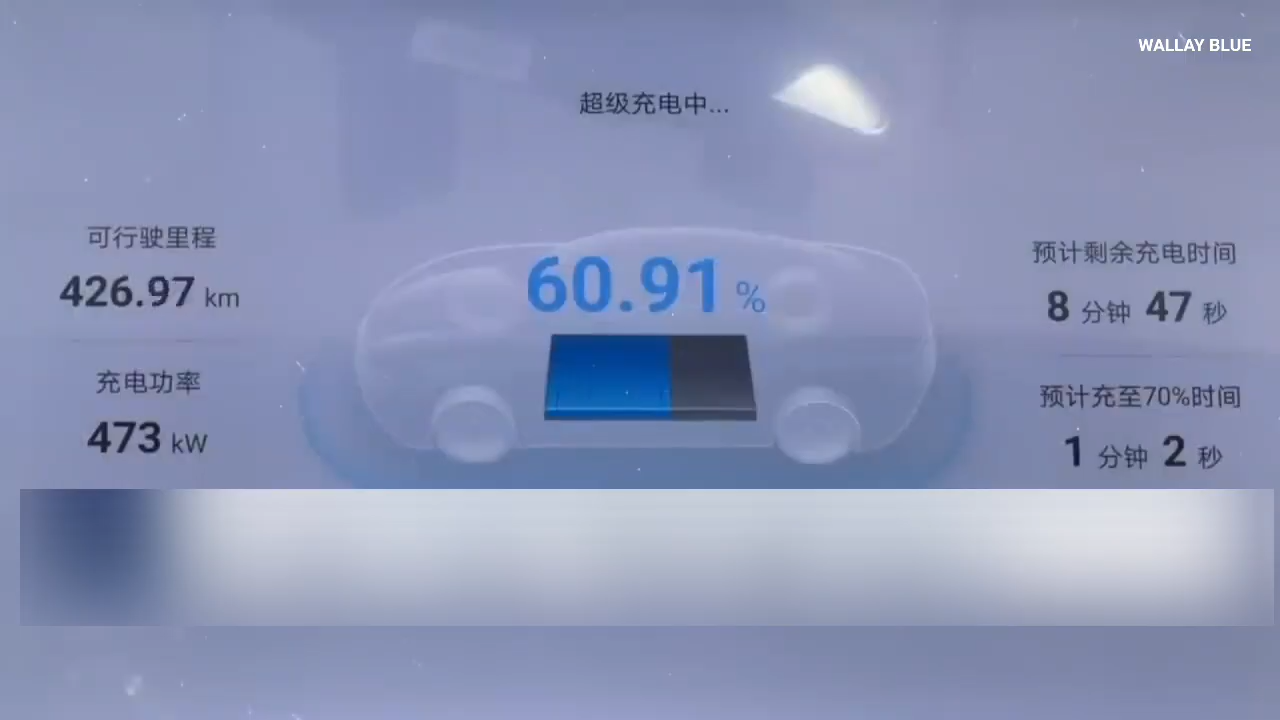 WALLAY BLUE
超级充电中...
可行驶里程
426.97 km
充电功率
473 kW
60.91 %
预计剩余充电时间
8 分钟 47 秒
预计充至70%时间
1 分钟 2 秒